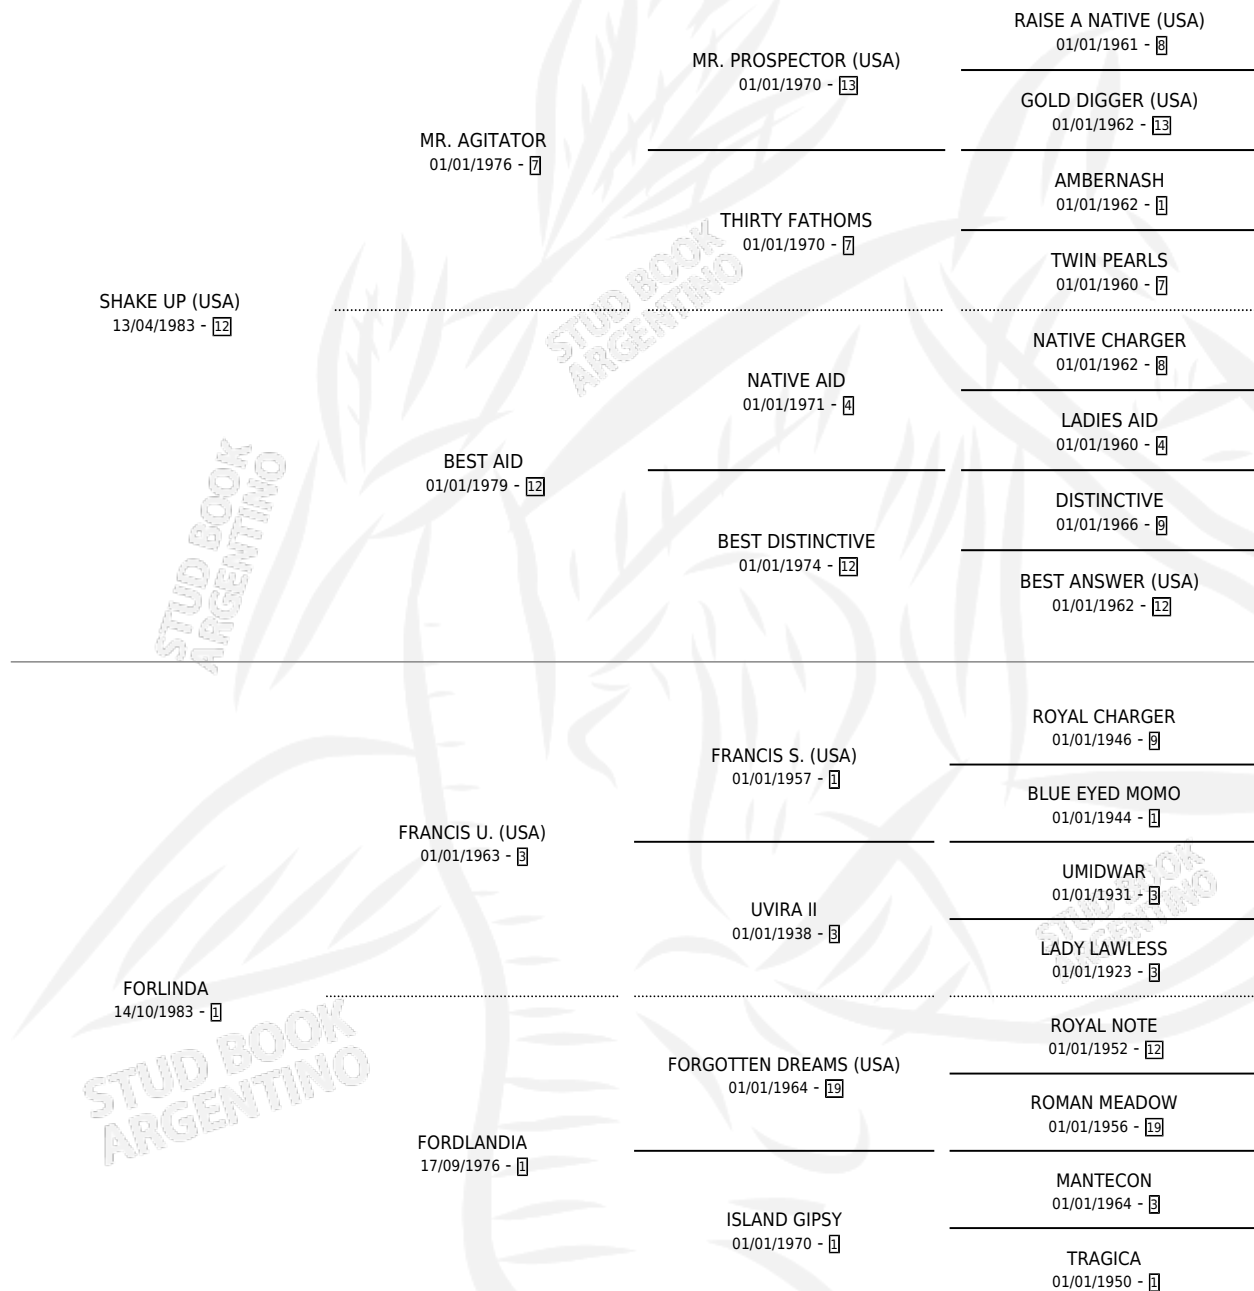 RAISE A NATIVE (USA)
01/01/1961 - 8
MR. PROSPECTOR (USA)
01/01/1970 - 13
GOLD DIGGER (USA)
01/01/1962 - 13
MR. AGITATOR
01/01/1976 - 7
AMBERNASH
01/01/1962 - 1
THIRTY FATHOMS
01/01/1970 - 7
TWIN PEARLS
01/01/1960 - 7
SHAKE UP (USA)
13/04/1983 - 12
NATIVE CHARGER
01/01/1962 - 8
NATIVE AID
01/01/1971 - 4
LADIES AID
01/01/1960 - 4
BEST AID
01/01/1979 - 12
DISTINCTIVE
01/01/1966 - 9
BEST DISTINCTIVE
01/01/1974 - 12
BEST ANSWER (USA)
01/01/1962 - 12
ROYAL CHARGER
01/01/1946 - 9
FRANCIS S. (USA)
01/01/1957 - 1
BLUE EYED MOMO
01/01/1944 - 1
FRANCIS U. (USA)
01/01/1963 - 3
UMIDWAR
01/01/1931 - 3
UVIRA II
01/01/1938 - 3
LADY LAWLESS
01/01/1923 - 3
FORLINDA
14/10/1983 - 1
ROYAL NOTE
01/01/1952 - 12
FORGOTTEN DREAMS (USA)
01/01/1964 - 19
ROMAN MEADOW
01/01/1956 - 19
FORDLANDIA
17/09/1976 - 1
MANTECON
01/01/1964 - 3
ISLAND GIPSY
01/01/1970 - 1
TRAGICA
01/01/1950 - 1
STUD BOOK
ARGENTINO
STUD BOOK
ARGENTINO
STUD BOOK
ARGENTINO
STUD BOOK
ARGENTINO